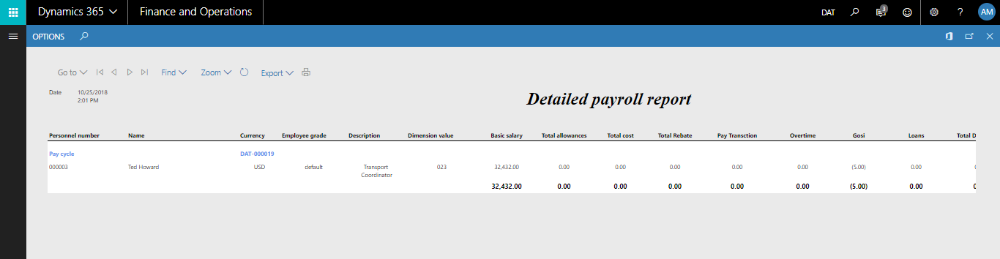 Dynamics 365 Finance and Operations DAT 3 ? AM
OPTIONS
Go to Find Zoom Export
Date 10/25/2018
2:01 PM
Detailed payroll report
Personnel number Name Currency Employee grade Description Dimension value Basic salary Total allowances Total cost Total Rebate Pay Transction Overtime Gosi Loans Total D
Pay cycle DAT-000019
000003 Ted Howard USD default Transport 023 32,432.00 0.00 0.00 0.00 0.00 0.00 (5.00) 0.00
Coordinator
32,432.00 0.00 0.00 0.00 0.00 0.00 (5.00) 0.00